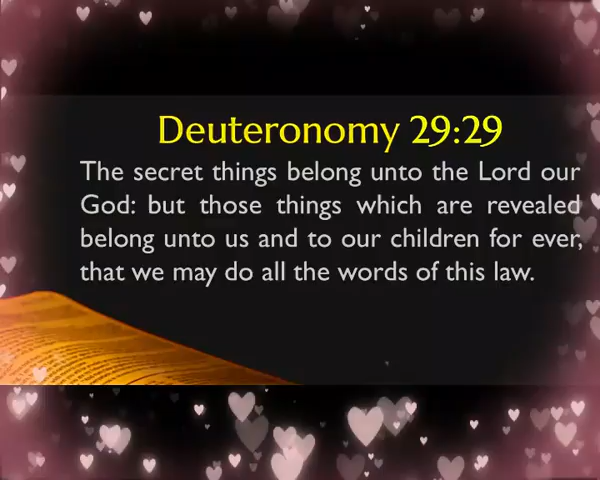 Deuteronomy 29:29
The secret things belong unto the Lord our
God: but those things which are revealed
belong unto us and to our children for ever,
that we may do all the words of this law.